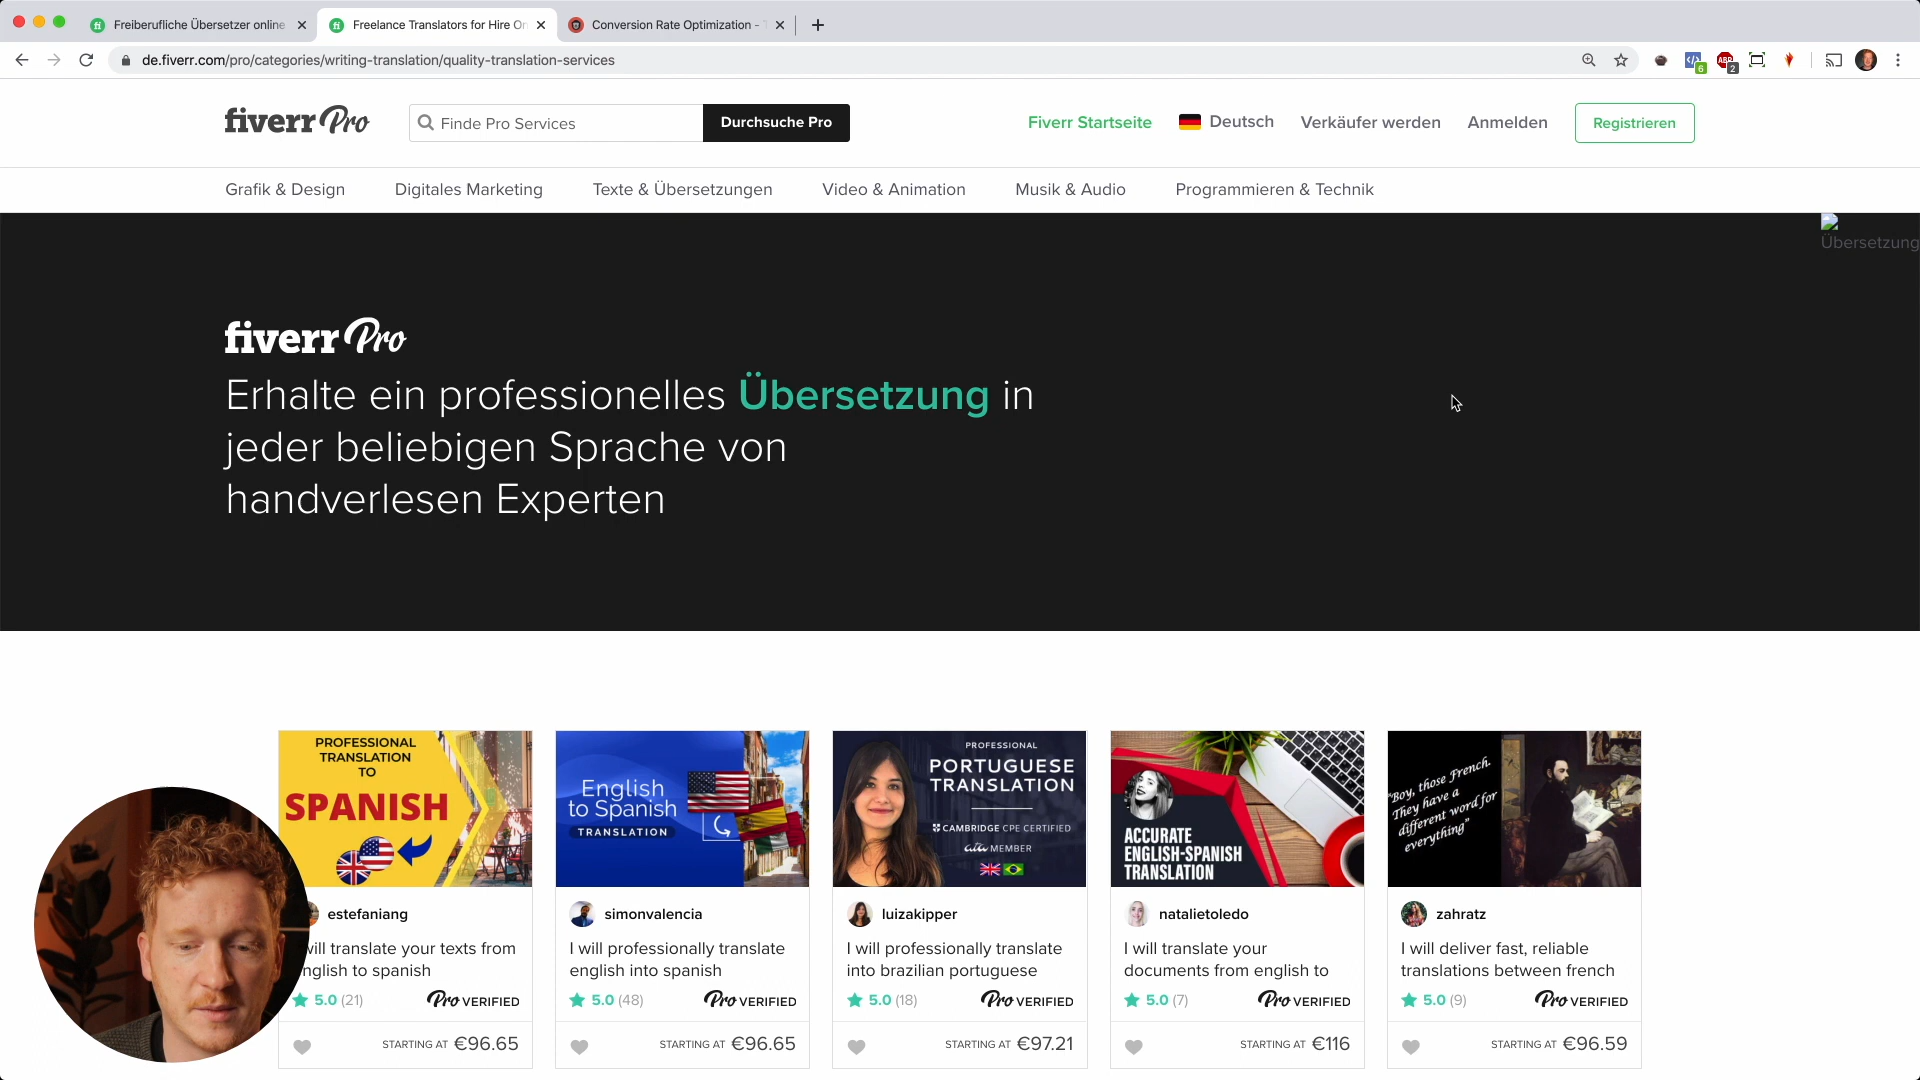 Freiberufliche Übersetzer online
Freelance Translators for Hire On
Conversion Rate Optimization - T
de.fiverr.com/pro/categories/writing-translation/quality-translation-services
6
ABP
2
fiverr Pro
Finde Pro Services
Durchsuche Pro
Fiverr Startseite
Deutsch
Verkäufer werden
Anmelden
Registrieren
Grafik & Design
Digitales Marketing
Texte & Übersetzungen
Video & Animation
Musik & Audio
Programmieren & Technik
Übersetzung
fiverr Pro
Erhalte ein professionelles Übersetzung in
jeder beliebigen Sprache von
handverlesen Experten
PROFESSIONAL
TRANSLATION
TO
SPANISH
estefaniang
will translate your texts from
nglish to spanish
5.0 (21)
Pro VERIFIED
STARTING AT €96.65
English
to Spanish
TRANSLATION
simonvalencia
I will professionally translate
english into spanish
5.0 (48)
Pro VERIFIED
STARTING AT €96.65
PROFESSIONAL
PORTUGUESE
TRANSLATION
CAMBRIDGE CPE CERTIFIED
MEMBER
luizakipper
I will professionally translate
into brazilian portuguese
5.0 (18)
Pro VERIFIED
STARTING AT €97.21
ACCURATE
ENGLISH-SPANISH
TRANSLATION
natalietoledo
I will translate your
documents from english to
5.0 (7)
Pro VERIFIED
STARTING AT €116
"Boy, those French.
They have a
different word for
everything"
zahratz
I will deliver fast, reliable
translations between french
5.0 (9)
Pro VERIFIED
STARTING AT €96.59